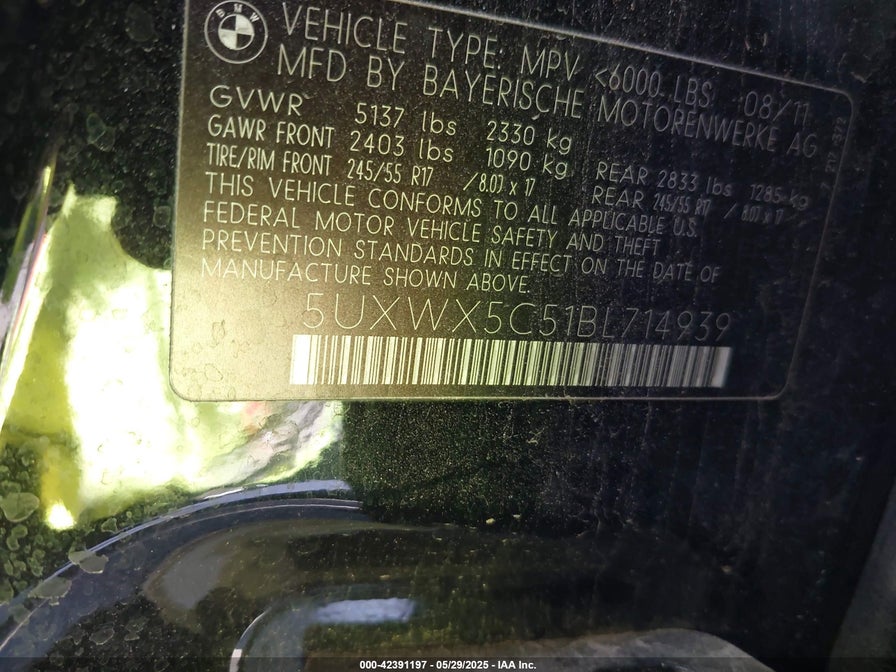 BMW
VEHICLE TYPE: MPV <6000 LBS 08/11
MFD BY BAYERISCHE MOTORENWERKE AG
GVWR 5137 lbs 2330 kg
GAWR FRONT 2403 lbs 1090 kg REAR 2833 lbs 1285 kg
TIRE/RIM FRONT 245/55 R17 /8.0J x 17 REAR 245/55 R17 /8.0J x 17
THIS VEHICLE CONFORMS TO ALL APPLICABLE U.S.
FEDERAL MOTOR VEHICLE SAFETY AND THEFT
PREVENTION STANDARDS IN EFFECT ON THE DATE OF
MANUFACTURE SHOWN ABOVE.
5UXWX5C51BL714939
000-42391197 - 05/29/2025 - IAA Inc.